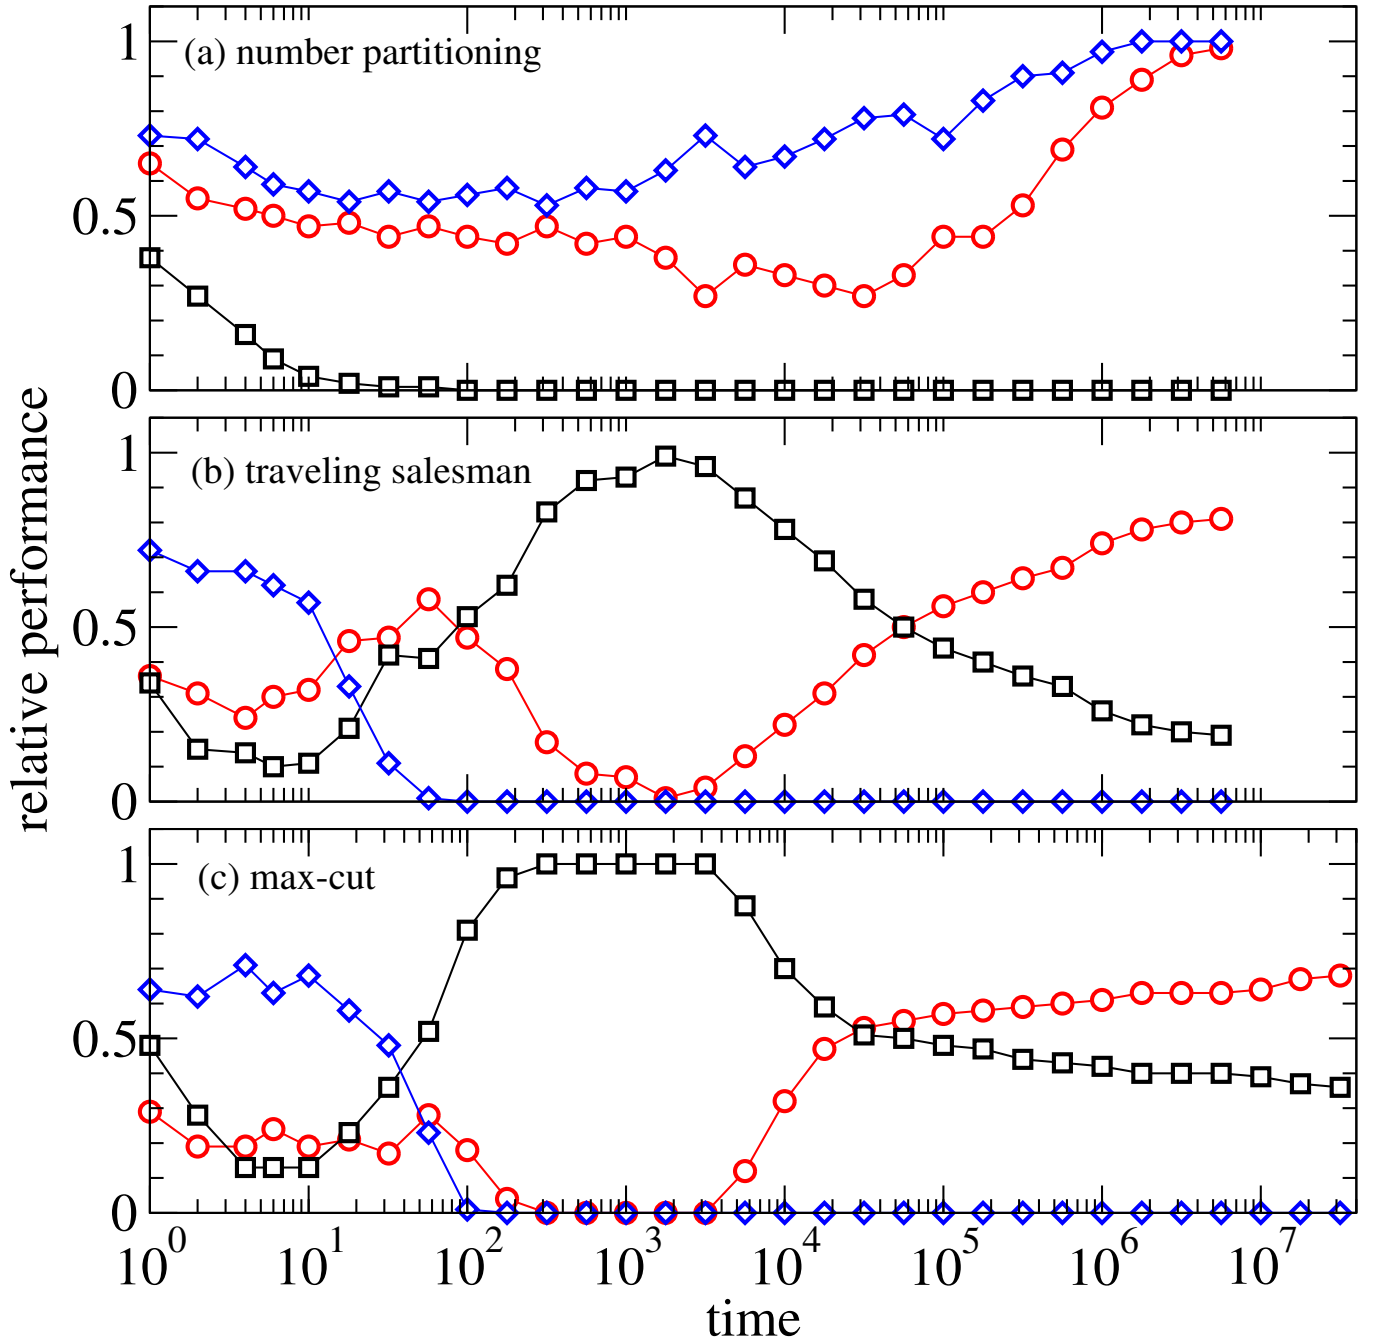 1
(a) number partitioning
0.5
0
relative performance
1
(b) traveling salesman
0.5
0
1
(c) max-cut
0.5
0
10^0 10^1 10^2 10^3 10^4 10^5 10^6 10^7
time